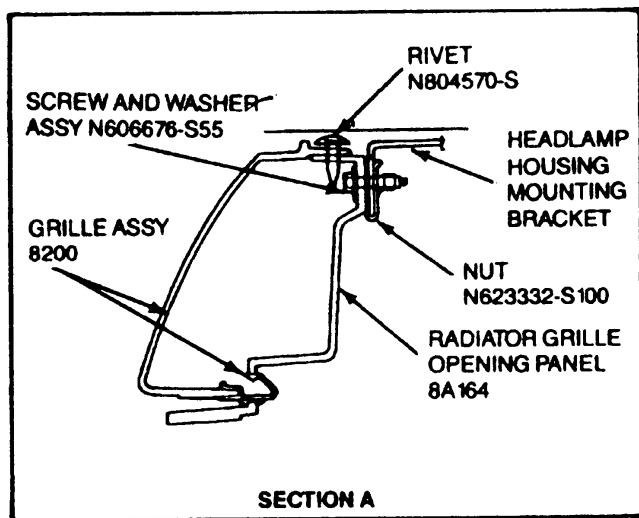 RIVET
N804570-S
SCREW AND WASHER
ASSY N606676-S55
HEADLAMP
HOUSING
MOUNTING
BRACKET
GRILLE ASSY
8200
NUT
N623332-S100
RADIATOR GRILLE
OPENING PANEL
8A164
SECTION A